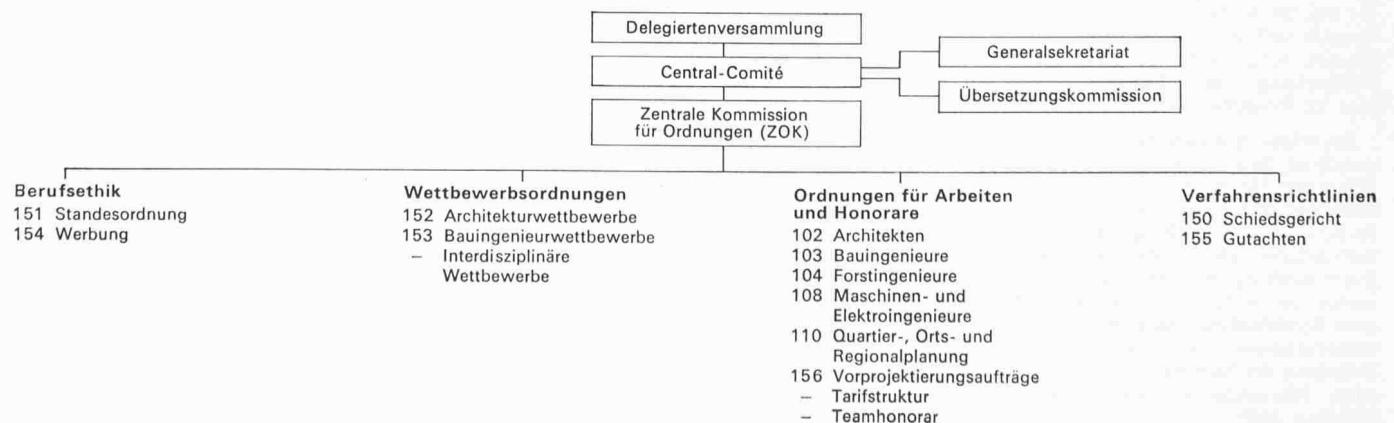 Delegiertenversammlung
Central-Comité
Generalsekretariat
Übersetzungskommission
Zentrale Kommission
für Ordnungen (ZOK)
Berufsethik
151 Standesordnung
154 Werbung
Wettbewerbsordnungen
152 Architekturwettbewerbe
153 Bauingenieurwettbewerbe
– Interdisziplinäre
Wettbewerbe
Ordnungen für Arbeiten
und Honorare
102 Architekten
103 Bauingenieure
104 Forstingenieure
108 Maschinen- und
Elektroingenieure
110 Quartier-, Orts- und
Regionalplanung
156 Vorprojektierungsaufträge
– Tarifstruktur
– Teamhonorar
Verfahrensrichtlinien
150 Schiedsgericht
155 Gutachten